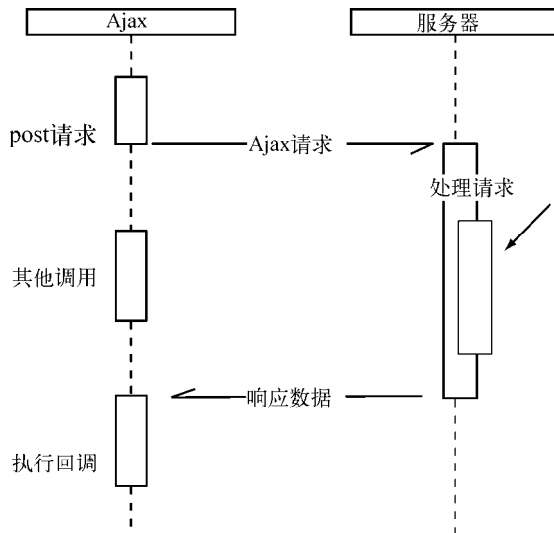 Ajax
服务器
post请求
Ajax请求
处理请求
其他调用
响应数据
执行回调